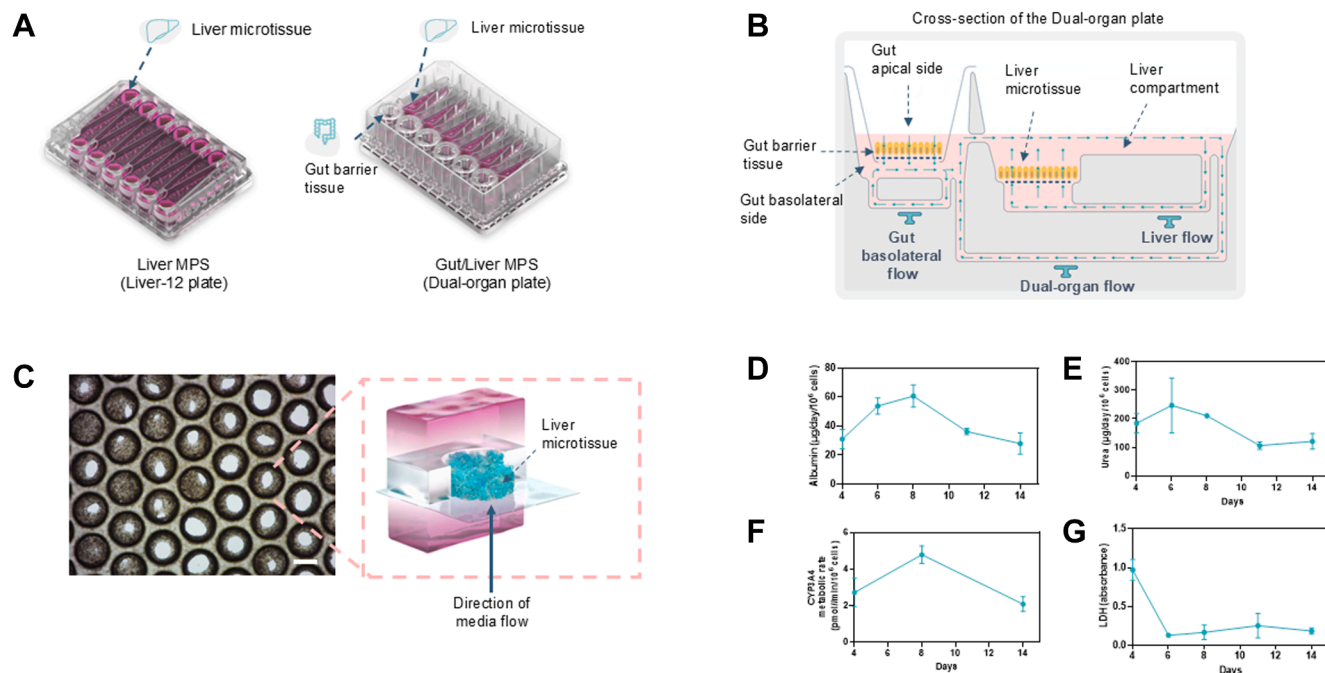 A
Liver microtissue
Liver microtissue
Gut barrier
tissue
Liver MPS
(Liver-12 plate)
Gut/Liver MPS
(Dual-organ plate)
B
Cross-section of the Dual-organ plate
Gut
apical side
Liver
microtissue
Liver
compartment
Gut barrier
tissue
Gut basolateral
side
Gut
basolateral
flow
Liver flow
Dual-organ flow
C
Liver
microtissue
Direction of
media flow
D
Albumin (µg/day/10⁶ cells)
80
60
40
20
0
4 6 8 10 12 14
Days
E
Urea (µg/day/10⁶ cells)
400
300
200
100
0
4 6 8 10 12 14
Days
F
CYP3A4
metabolic rate
(pmol/min/10⁶ cells)
6
4
2
0
4 6 8 10 12 14
Days
G
LDH (absorbance)
1.5
1.0
0.5
0.0
4 6 8 10 12 14
Days